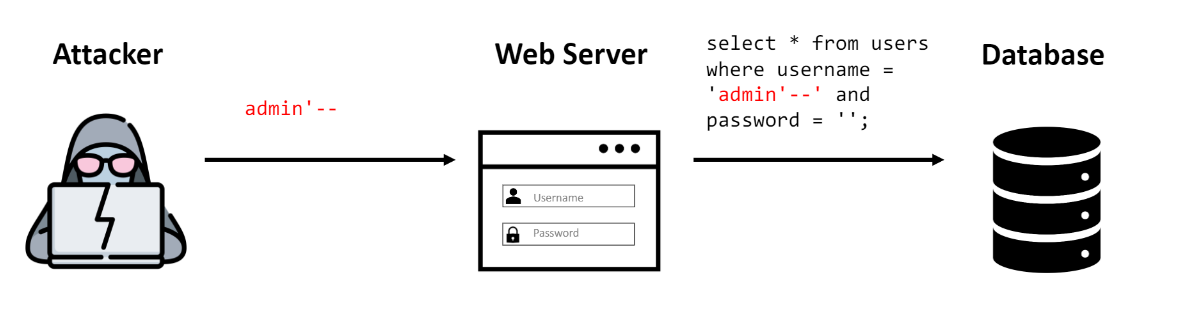 Attacker
admin'--
Web Server
Username
Password
select * from users
where username =
'admin'--' and
password = '';
Database